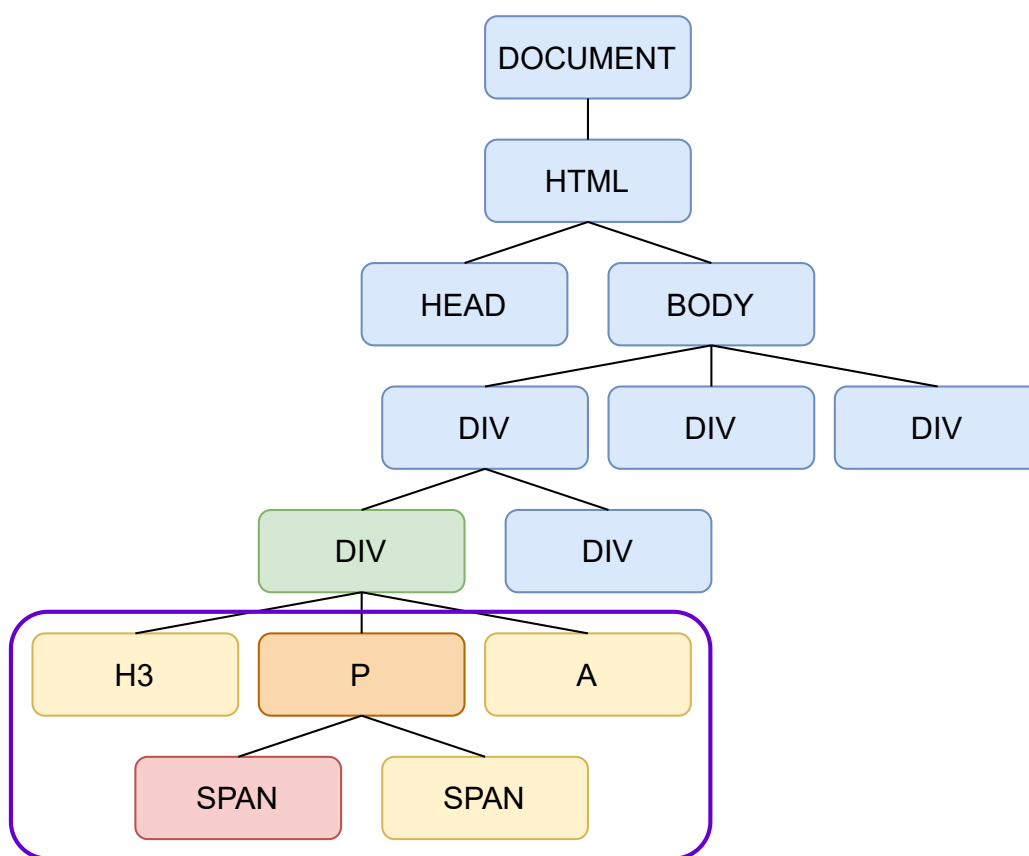 DOCUMENT
HTML
HEAD
BODY
DIV
DIV
DIV
DIV
DIV
H3
P
A
SPAN
SPAN